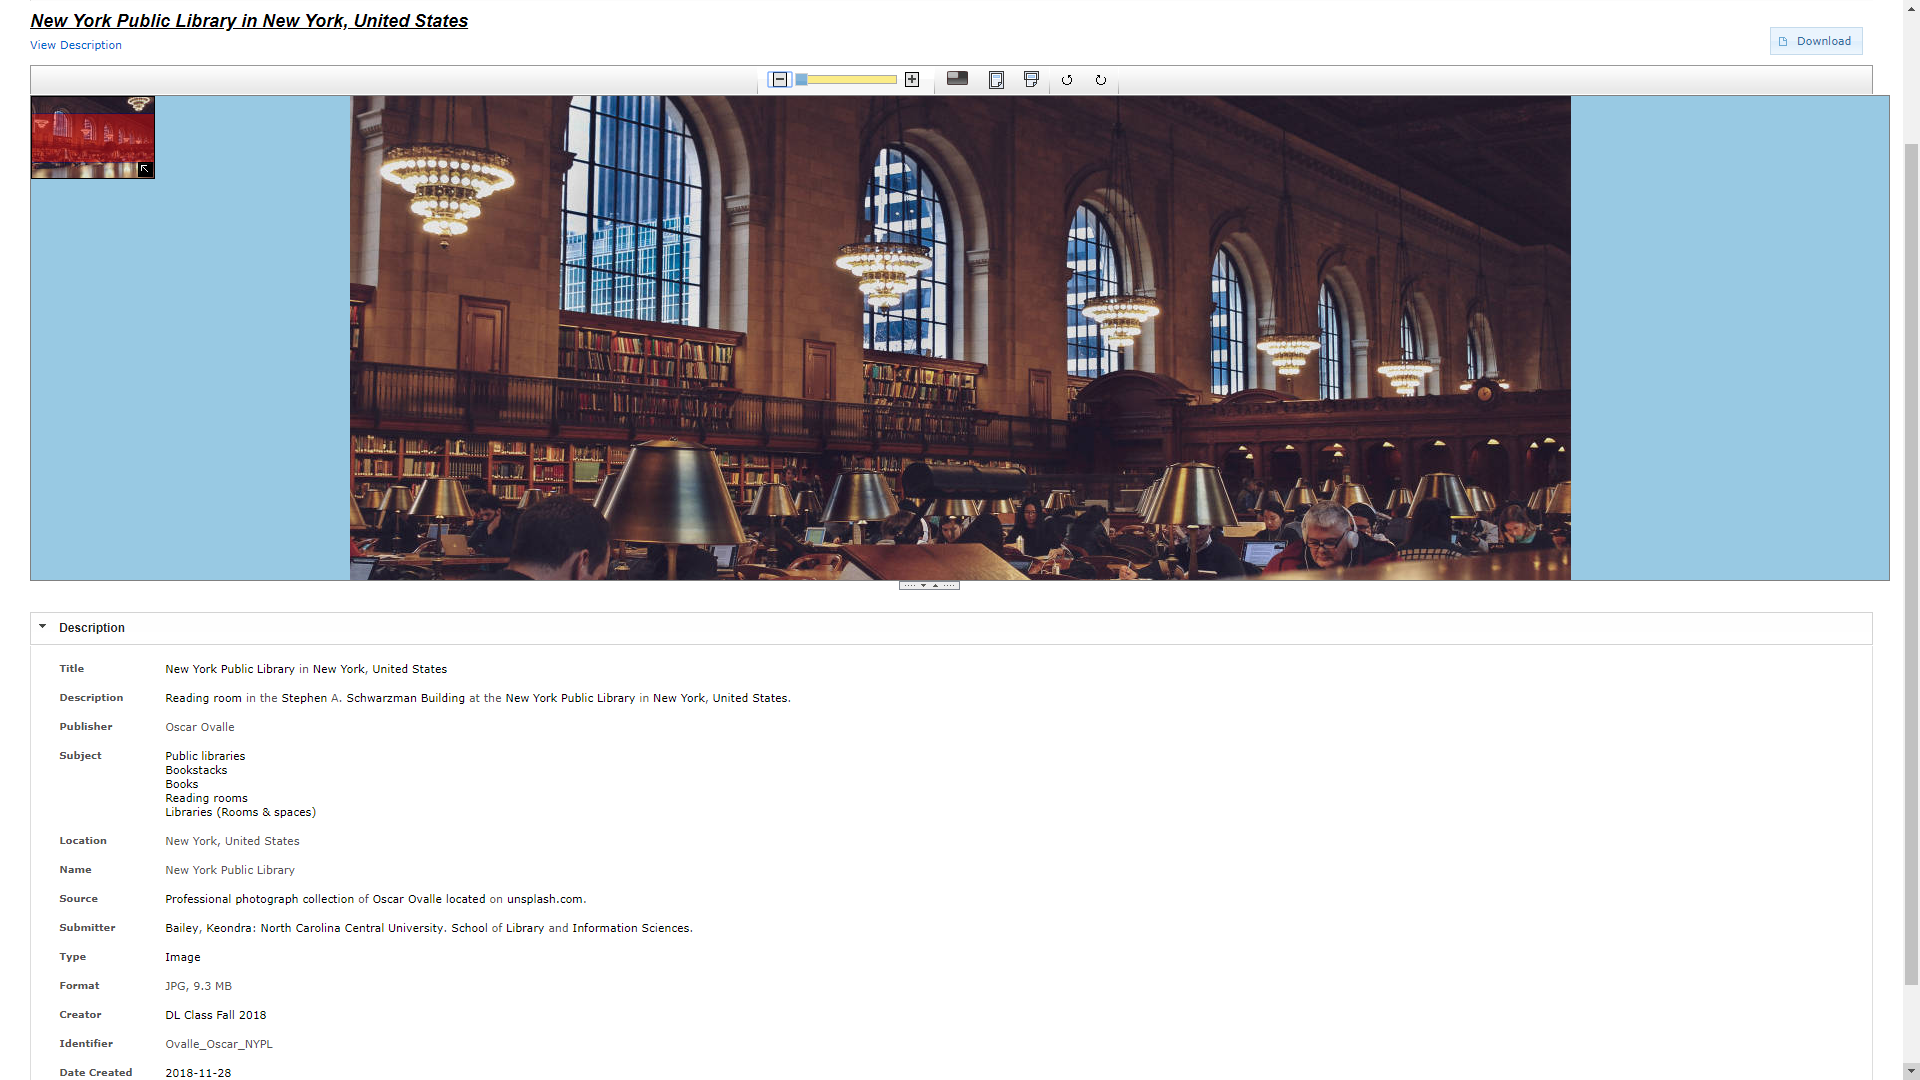 New York Public Library in New York, United States
View Description
Download
Description
Title New York Public Library in New York, United States
Description Reading room in the Stephen A. Schwarzman Building at the New York Public Library in New York, United States.
Publisher Oscar Ovalle
Subject Public libraries
Bookstacks
Books
Reading rooms
Libraries (Rooms & spaces)
Location New York, United States
Name New York Public Library
Source Professional photograph collection of Oscar Ovalle located on unsplash.com.
Submitter Bailey, Keondra: North Carolina Central University. School of Library and Information Sciences.
Type Image
Format JPG, 9.3 MB
Creator DL Class Fall 2018
Identifier Ovalle_Oscar_NYPL
Date Created 2018-11-28